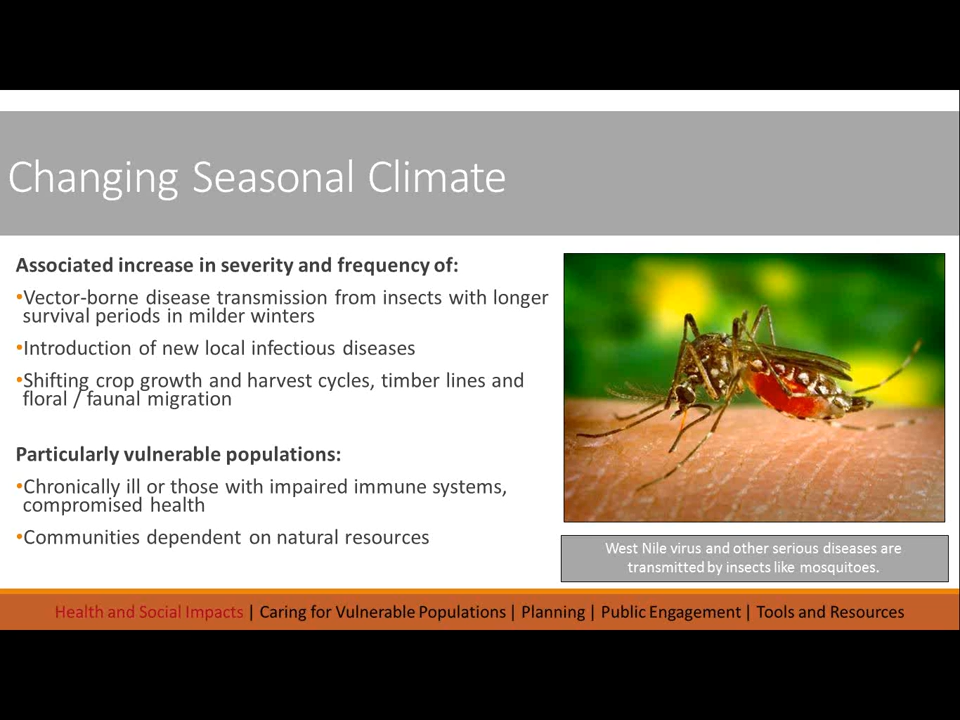 Changing Seasonal Climate
Associated increase in severity and frequency of:
•Vector-borne disease transmission from insects with longer
survival periods in milder winters
•Introduction of new local infectious diseases
•Shifting crop growth and harvest cycles, timber lines and
floral / faunal migration
Particularly vulnerable populations:
•Chronically ill or those with impaired immune systems,
compromised health
•Communities dependent on natural resources
West Nile virus and other serious diseases are
transmitted by insects like mosquitoes.
Health and Social Impacts | Caring for Vulnerable Populations | Planning | Public Engagement | Tools and Resources